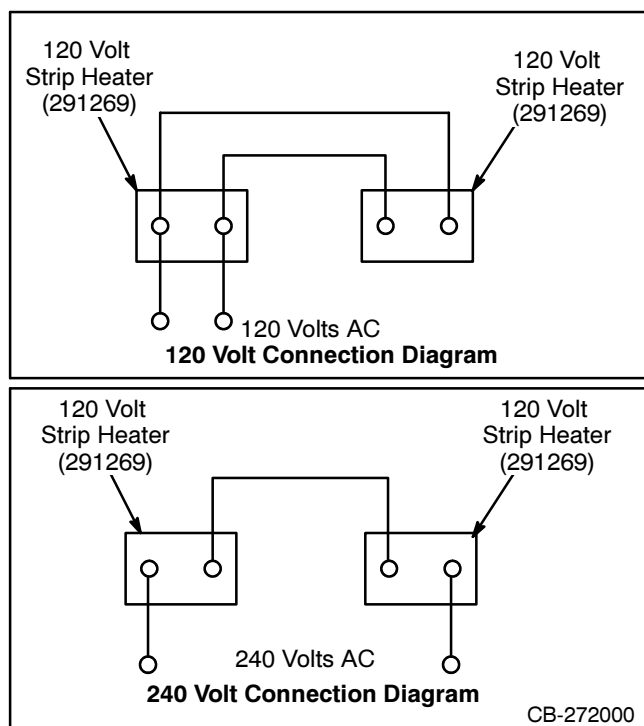 120 Volt
Strip Heater
(291269)
120 Volt
Strip Heater
(291269)
120 Volts AC
120 Volt Connection Diagram
120 Volt
Strip Heater
(291269)
120 Volt
Strip Heater
(291269)
240 Volts AC
240 Volt Connection Diagram
CB-272000